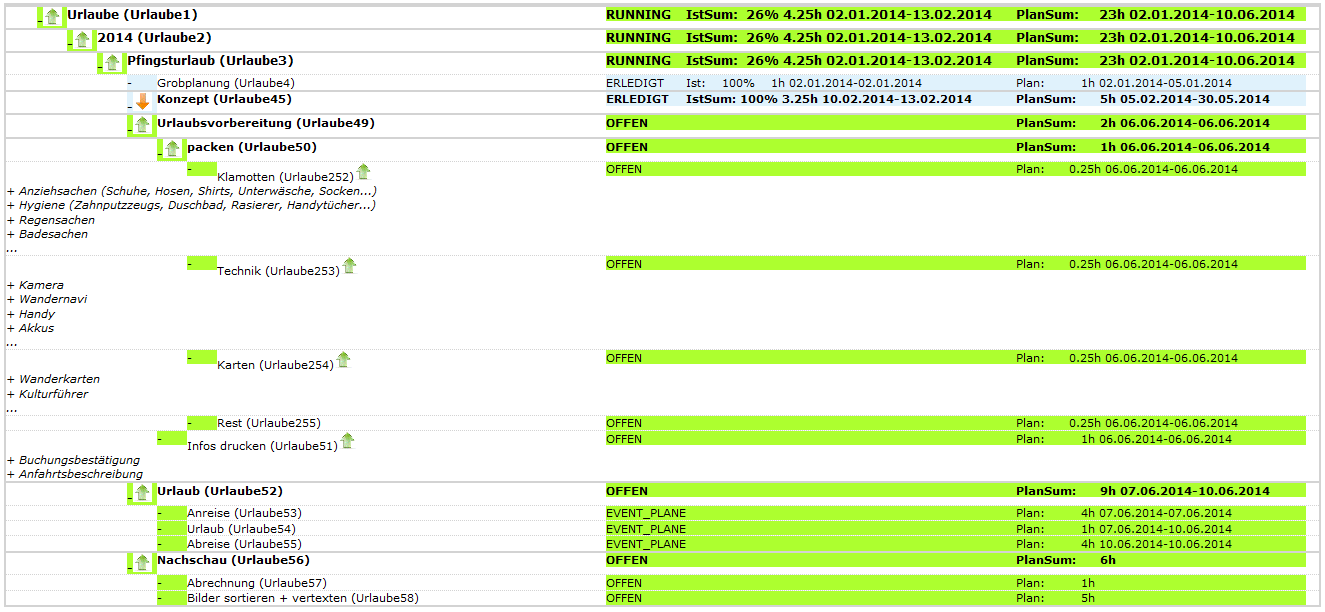 Urlaube (Urlaube1) RUNNING IstSum: 26% 4.25h 02.01.2014-13.02.2014 PlanSum: 23h 02.01.2014-10.06.2014
2014 (Urlaube2) RUNNING IstSum: 26% 4.25h 02.01.2014-13.02.2014 PlanSum: 23h 02.01.2014-10.06.2014
Pfingsturlaub (Urlaube3) RUNNING IstSum: 26% 4.25h 02.01.2014-13.02.2014 PlanSum: 23h 02.01.2014-10.06.2014
- Grobplanung (Urlaube4) ERLEDIGT Ist: 100% 1h 02.01.2014-02.01.2014 Plan: 1h 02.01.2014-05.01.2014
Konzept (Urlaube45) ERLEDIGT IstSum: 100% 3.25h 10.02.2014-13.02.2014 PlanSum: 5h 05.02.2014-30.05.2014
Urlaubsvorbereitung (Urlaube49) OFFEN PlanSum: 2h 06.06.2014-06.06.2014
packen (Urlaube50) OFFEN PlanSum: 1h 06.06.2014-06.06.2014
- Klamotten (Urlaube252) OFFEN Plan: 0.25h 06.06.2014-06.06.2014
+ Anziehsachen (Schuhe, Hosen, Shirts, Unterwäsche, Socken...)
+ Hygiene (Zahnputzzeugs, Duschbad, Rasierer, Handytücher...)
+ Regensachen
+ Badesachen
...
- Technik (Urlaube253) OFFEN Plan: 0.25h 06.06.2014-06.06.2014
+ Kamera
+ Wandernavi
+ Handy
+ Akkus
...
- Karten (Urlaube254) OFFEN Plan: 0.25h 06.06.2014-06.06.2014
+ Wanderkarten
+ Kulturführer
...
- Rest (Urlaube255) OFFEN Plan: 0.25h 06.06.2014-06.06.2014
- Infos drucken (Urlaube51) OFFEN Plan: 1h 06.06.2014-06.06.2014
+ Buchungsbestätigung
+ Anfahrtsbeschreibung
Urlaub (Urlaube52) OFFEN PlanSum: 9h 07.06.2014-10.06.2014
- Anreise (Urlaube53) EVENT_PLANE Plan: 4h 07.06.2014-07.06.2014
- Urlaub (Urlaube54) EVENT_PLANE Plan: 1h 07.06.2014-10.06.2014
- Abreise (Urlaube55) EVENT_PLANE Plan: 4h 10.06.2014-10.06.2014
Nachschau (Urlaube56) OFFEN PlanSum: 6h
- Abrechnung (Urlaube57) OFFEN Plan: 1h
- Bilder sortieren + vertexten (Urlaube58) OFFEN Plan: 5h